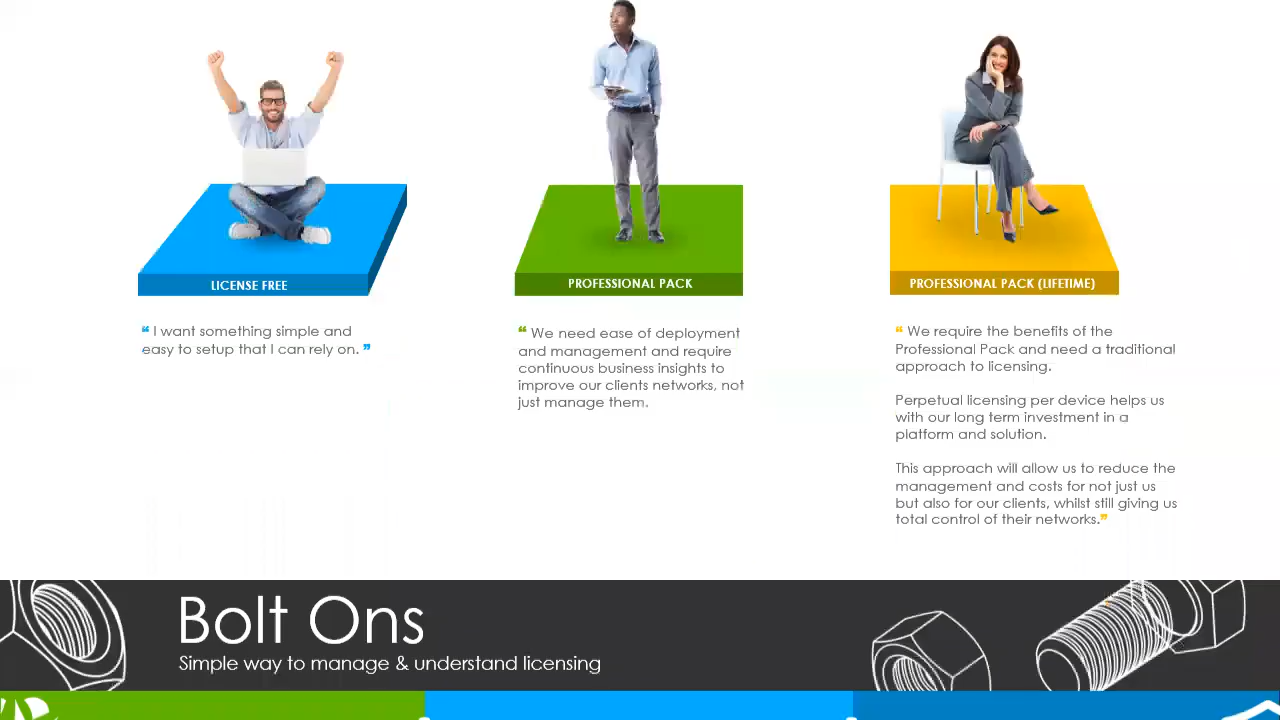 LICENSE FREE
❝ I want something simple and
easy to setup that I can rely on. ❞
PROFESSIONAL PACK
❝ We need ease of deployment
and management and require
continuous business insights to
improve our clients networks, not
just manage them.
PROFESSIONAL PACK (LIFETIME)
❝ We require the benefits of the
Professional Pack and need a traditional
approach to licensing.
Perpetual licensing per device helps us
with our long term investment in a
platform and solution.
This approach will allow us to reduce the
management and costs for not just us
but also for our clients, whilst still giving us
total control of their networks.❞
Bolt Ons
Simple way to manage & understand licensing